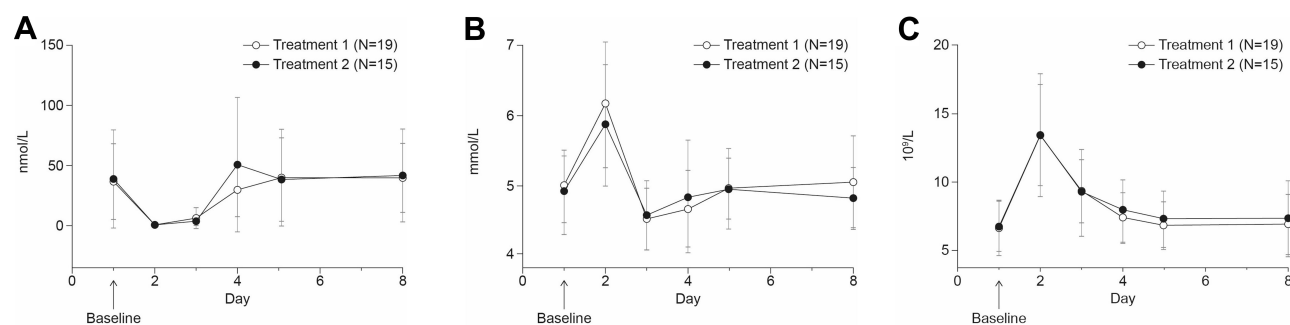 A
150
100
50
0
nmol/L
Treatment 1 (N=19)
Treatment 2 (N=15)
0 2 4 6 8
Day
Baseline
B
7
6
5
4
mmol/L
Treatment 1 (N=19)
Treatment 2 (N=15)
0 2 4 6 8
Day
Baseline
C
20
15
10
5
10⁹/L
Treatment 1 (N=19)
Treatment 2 (N=15)
0 2 4 6 8
Day
Baseline